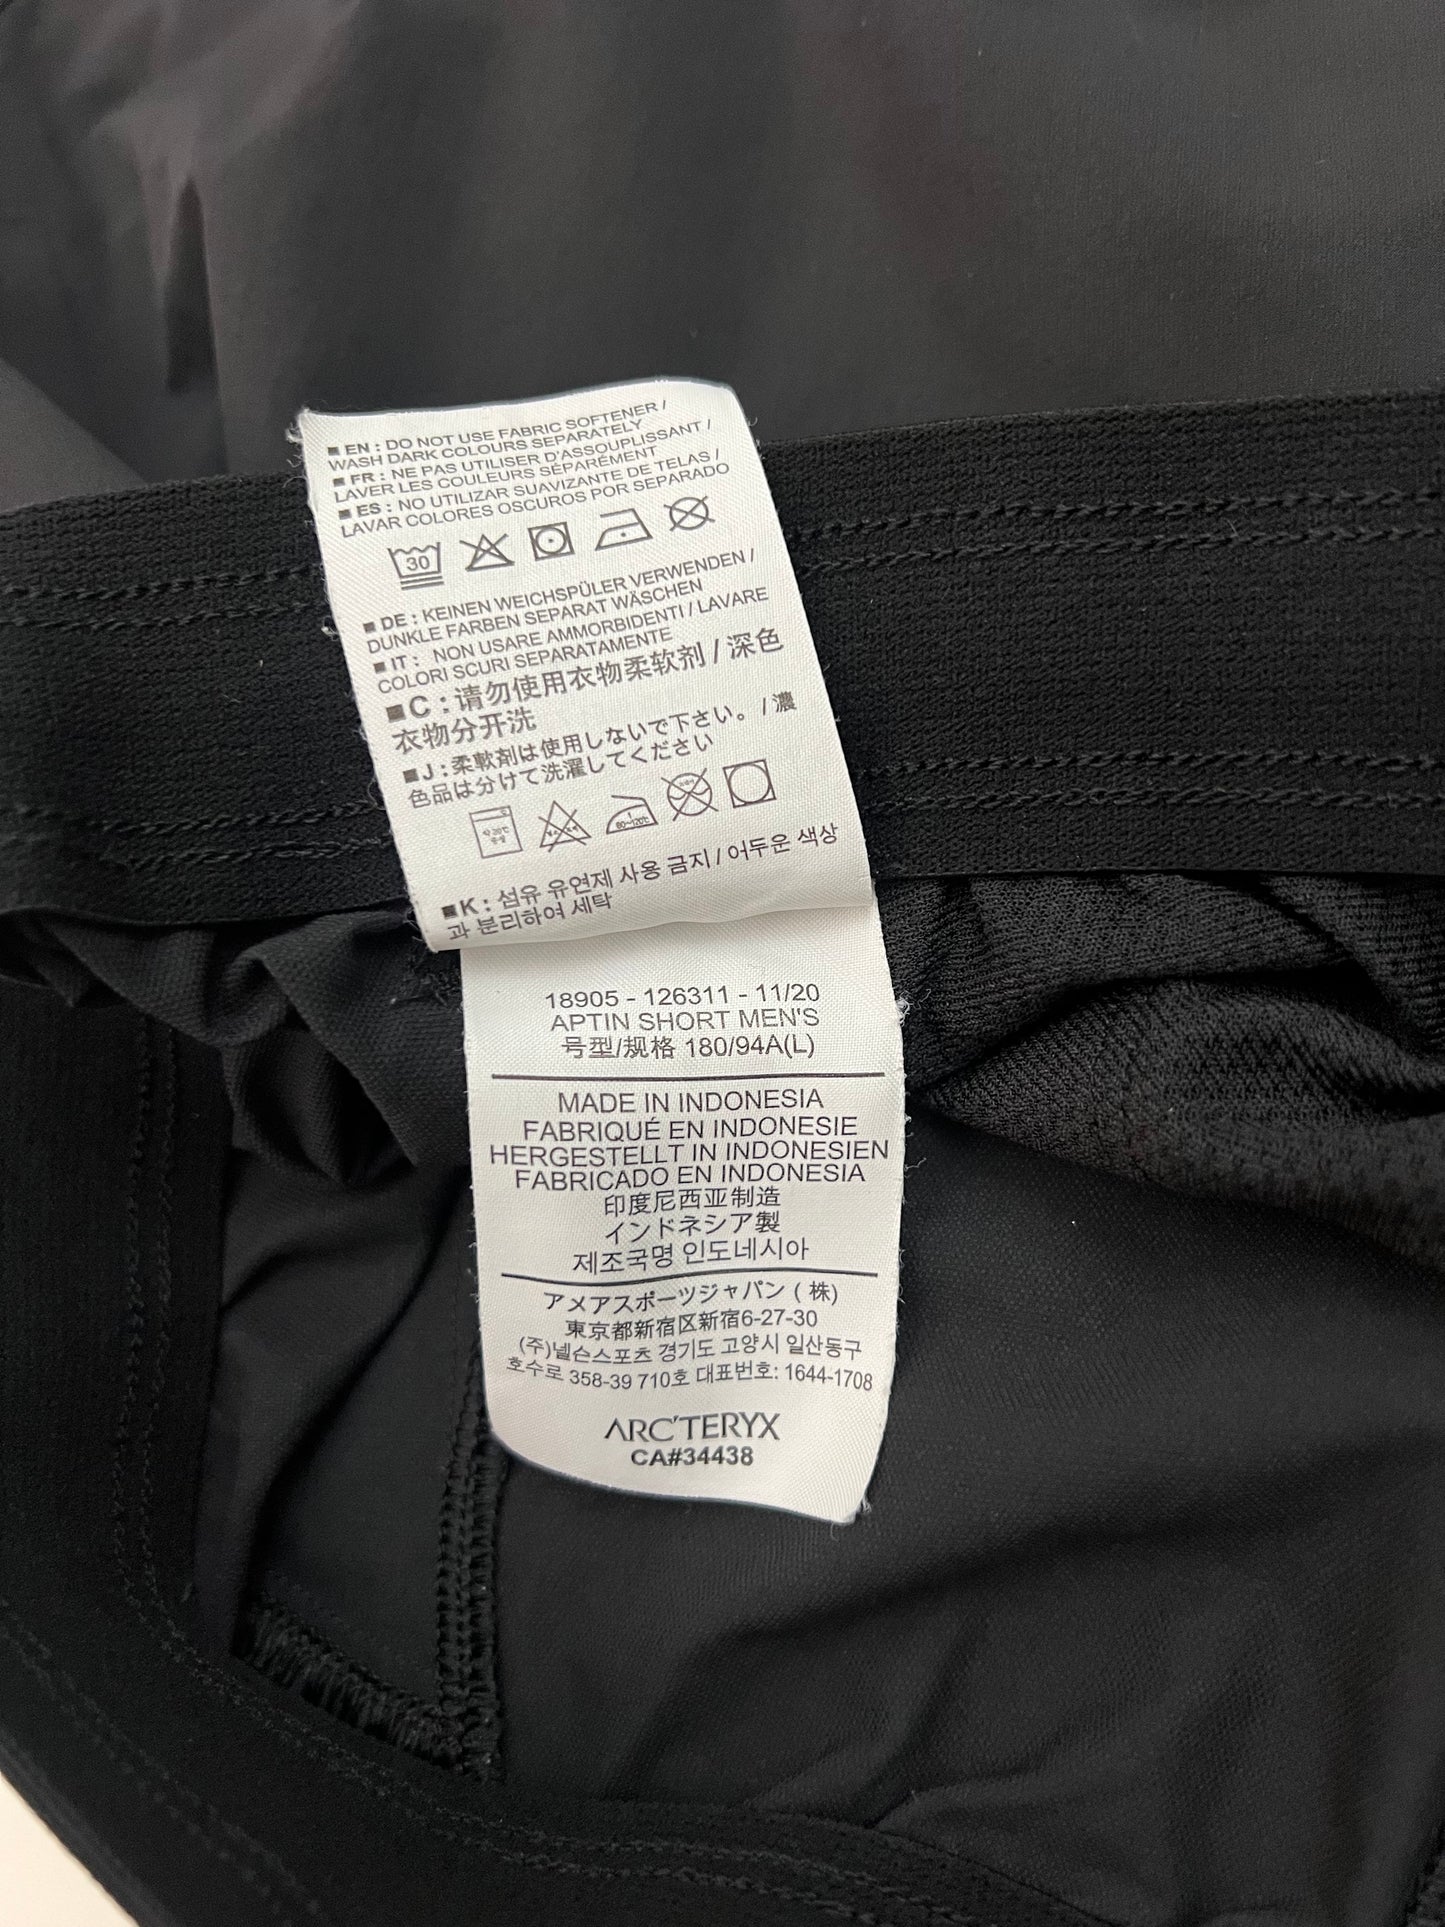 ■ EN : DO NOT USE FABRIC SOFTENER /
WASH DARK COLOURS SEPARATELY
■ FR : NE PAS UTILISER D'ASSOUPLISSANT /
LAVER LES COULEURS SÉPARÉMENT
■ ES : NO UTILIZAR SUAVIZANTE DE TELAS /
LAVAR COLORES OSCUROS POR SEPARADO
30
■ DE : KEINEN WEICHSPÜLER VERWENDEN /
DUNKLE FARBEN SEPARAT WÄSCHEN
■ IT : NON USARE AMMORBIDENTI / LAVARE
COLORI SCURI SEPARATAMENTE
■ C : 请勿使用衣物柔软剂 / 深色
衣物分开洗
■ J : 柔軟剤は使用しないで下さい。/ 濃
色品は分けて洗濯してください
80~120℃
■ K : 섬유 유연제 사용 금지 / 어두운 색상
과 분리하여 세탁
18905 - 126311 - 11/20
APTIN SHORT MEN'S
号型/规格 180/94A(L)
MADE IN INDONESIA
FABRIQUÉ EN INDONESIE
HERGESTELLT IN INDONESIEN
FABRICADO EN INDONESIA
印度尼西亚制造
インドネシア製
제조국명 인도네시아
アメアスポーツジャパン ( 株)
東京都新宿区新宿6-27-30
(주)넬슨스포츠 경기도 고양시 일산동구
호수로 358-39 710호 대표번호: 1644-1708
ARC'TERYX
CA#34438